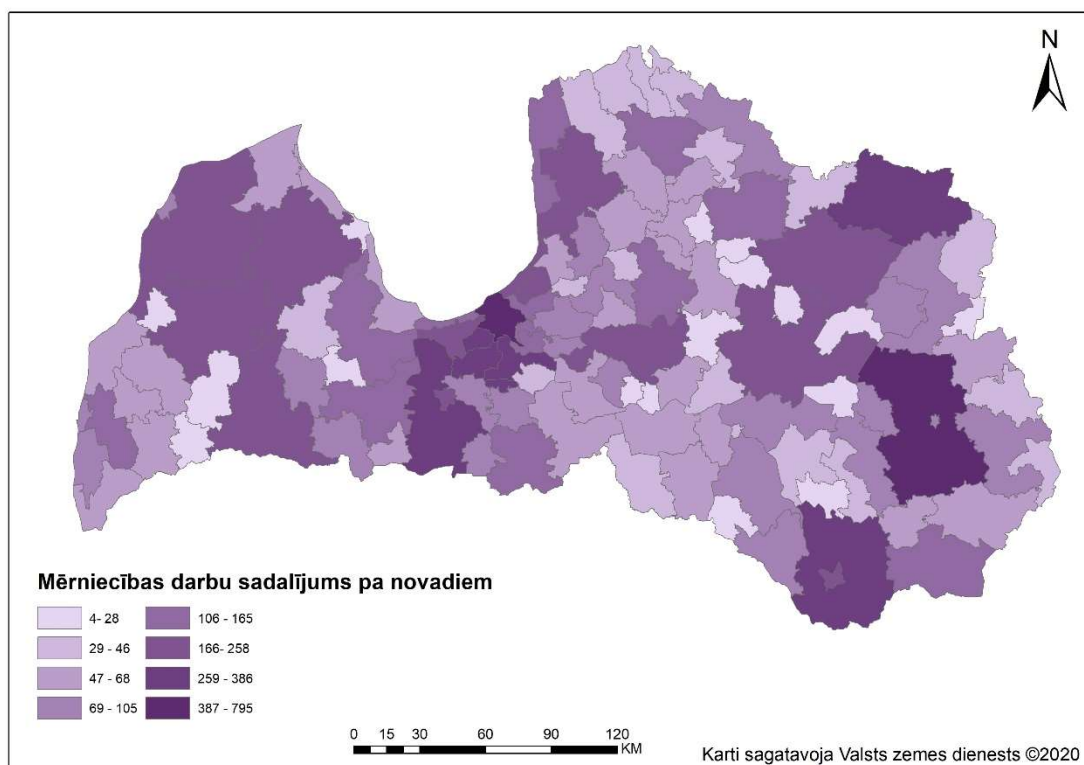 N
Mērniecības darbu sadalījums pa novadiem
4- 28
29 - 46
47 - 68
69 - 105
106 - 165
166- 258
259 - 386
387 - 795
0 15 30 60 90 120
KM
Karti sagatavoja Valsts zemes dienests ©2020